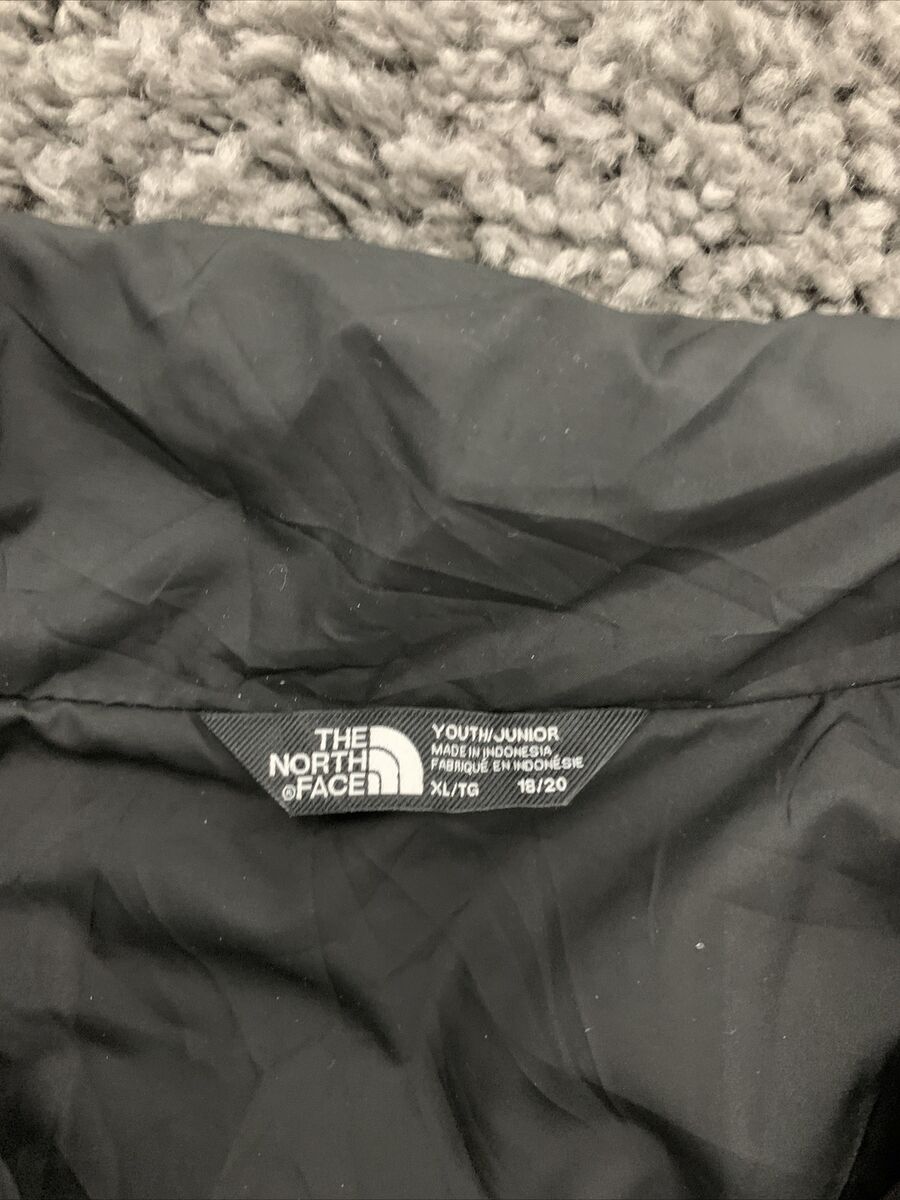 THE
NORTH
®FACE
YOUTH/JUNIOR
MADE IN INDONESIA
FABRIQUÉ EN INDONÉSIE
XL/TG 18/20